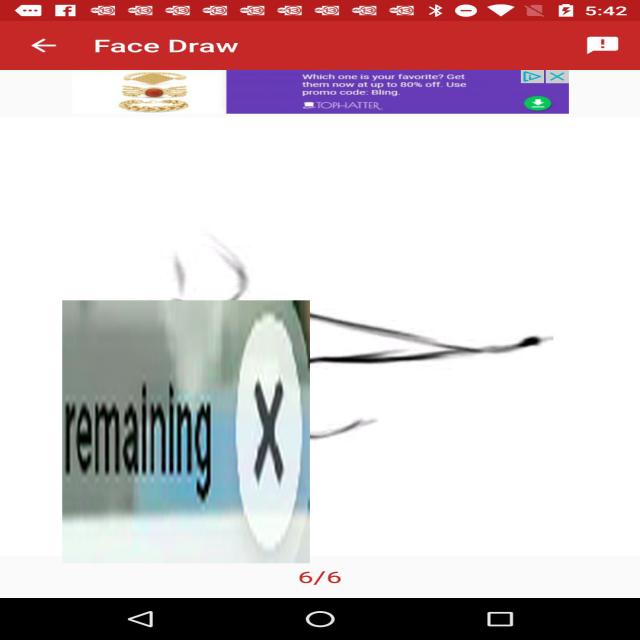 5:42
Face Draw
Which one is your favorite? Get
them now at up to 80% off. Use
promo code: Bling.
TOPHATTER
remaining X
6/6